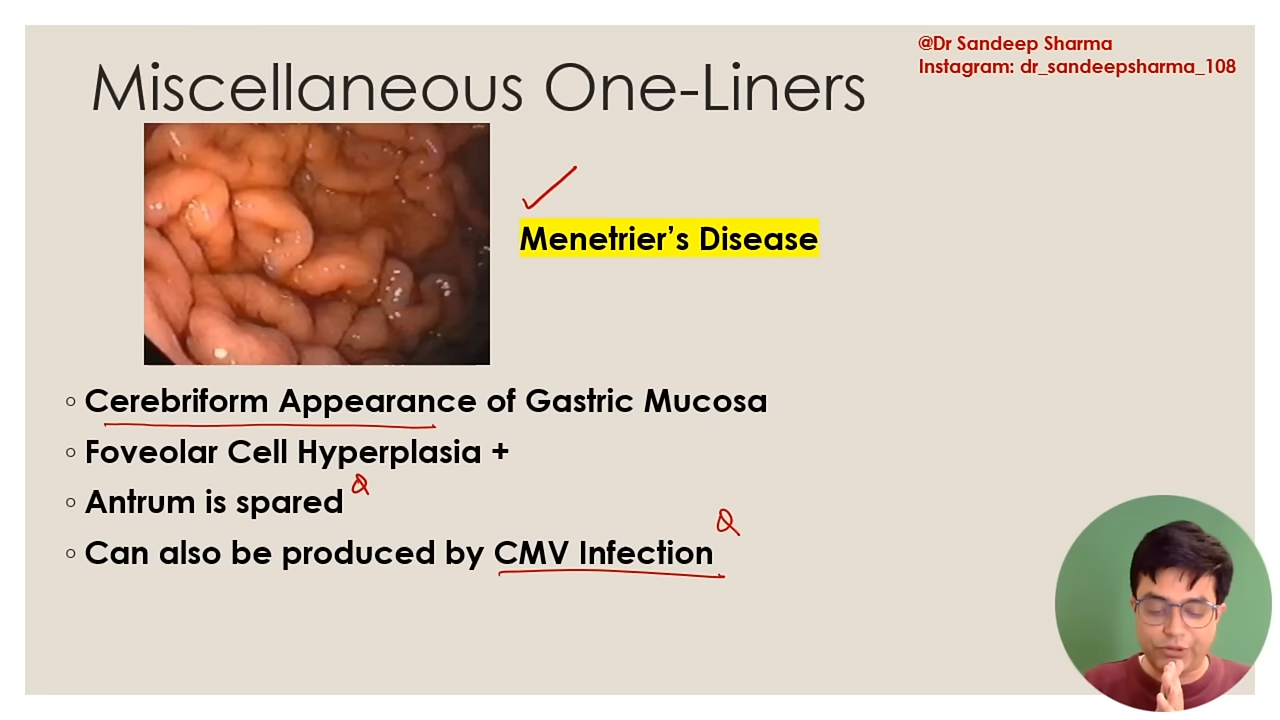 @Dr Sandeep Sharma
Instagram: dr_sandeepsharma_108
Miscellaneous One-Liners
Menetrier's Disease
◦ Cerebriform Appearance of Gastric Mucosa
◦ Foveolar Cell Hyperplasia +
◦ Antrum is spared Q
◦ Can also be produced by CMV Infection Q